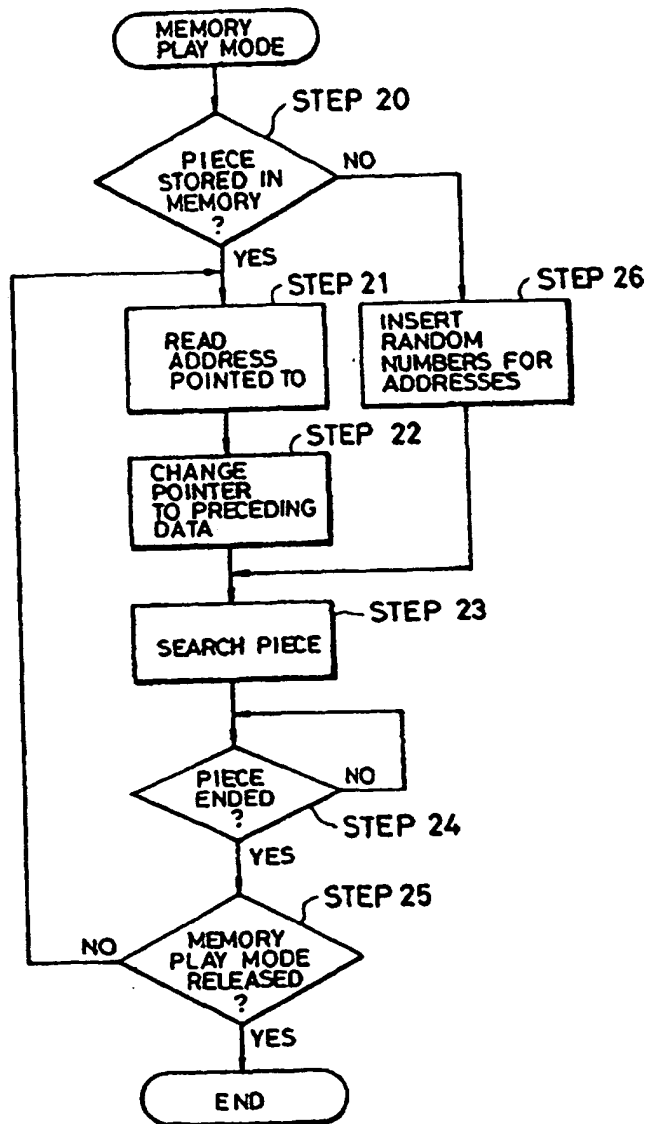 MEMORY
PLAY MODE
STEP 20
PIECE
STORED IN
MEMORY
?
NO
YES
STEP 21
STEP 26
READ
ADDRESS
POINTED TO
INSERT
RANDOM
NUMBERS FOR
ADDRESSES
STEP 22
CHANGE
POINTER
TO PRECEDING
DATA
STEP 23
SEARCH PIECE
PIECE
ENDED
?
NO
STEP 24
YES
STEP 25
NO
MEMORY
PLAY MODE
RELEASED
?
YES
END